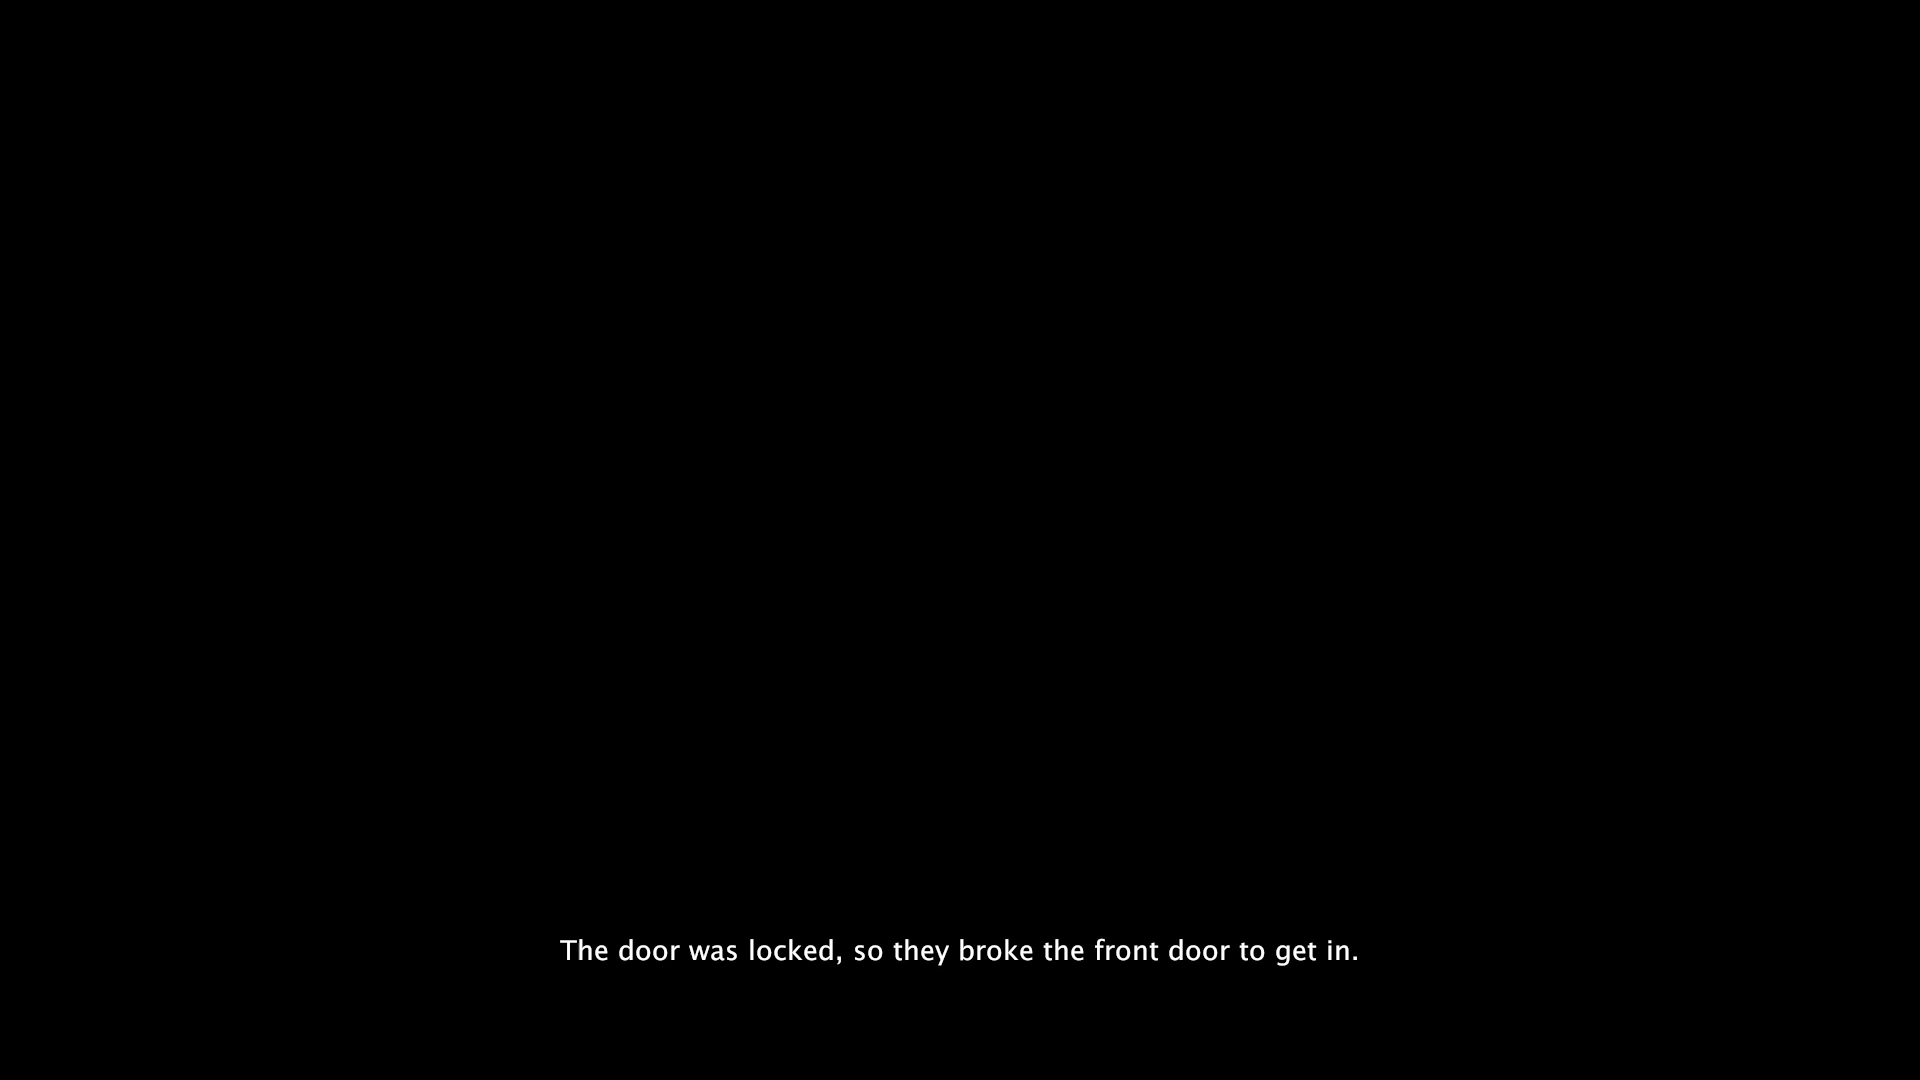 The door was locked, so they broke the front door to get in.